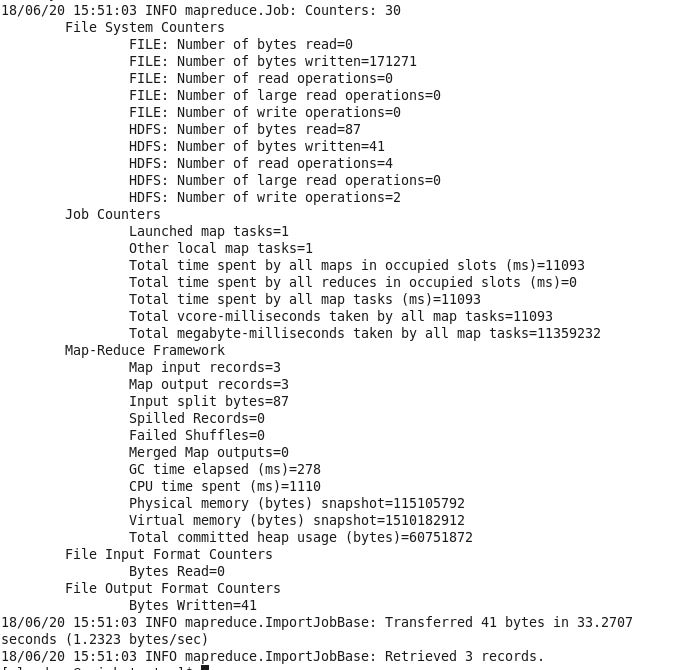 18/06/20 15:51:03 INFO mapreduce.Job: Counters: 30
File System Counters
FILE: Number of bytes read=0
FILE: Number of bytes written=171271
FILE: Number of read operations=0
FILE: Number of large read operations=0
FILE: Number of write operations=0
HDFS: Number of bytes read=87
HDFS: Number of bytes written=41
HDFS: Number of read operations=4
HDFS: Number of large read operations=0
HDFS: Number of write operations=2
Job Counters
Launched map tasks=1
Other local map tasks=1
Total time spent by all maps in occupied slots (ms)=11093
Total time spent by all reduces in occupied slots (ms)=0
Total time spent by all map tasks (ms)=11093
Total vcore-milliseconds taken by all map tasks=11093
Total megabyte-milliseconds taken by all map tasks=11359232
Map-Reduce Framework
Map input records=3
Map output records=3
Input split bytes=87
Spilled Records=0
Failed Shuffles=0
Merged Map outputs=0
GC time elapsed (ms)=278
CPU time spent (ms)=1110
Physical memory (bytes) snapshot=115105792
Virtual memory (bytes) snapshot=1510182912
Total committed heap usage (bytes)=60751872
File Input Format Counters
Bytes Read=0
File Output Format Counters
Bytes Written=41
18/06/20 15:51:03 INFO mapreduce.ImportJobBase: Transferred 41 bytes in 33.2707
seconds (1.2323 bytes/sec)
18/06/20 15:51:03 INFO mapreduce.ImportJobBase: Retrieved 3 records.